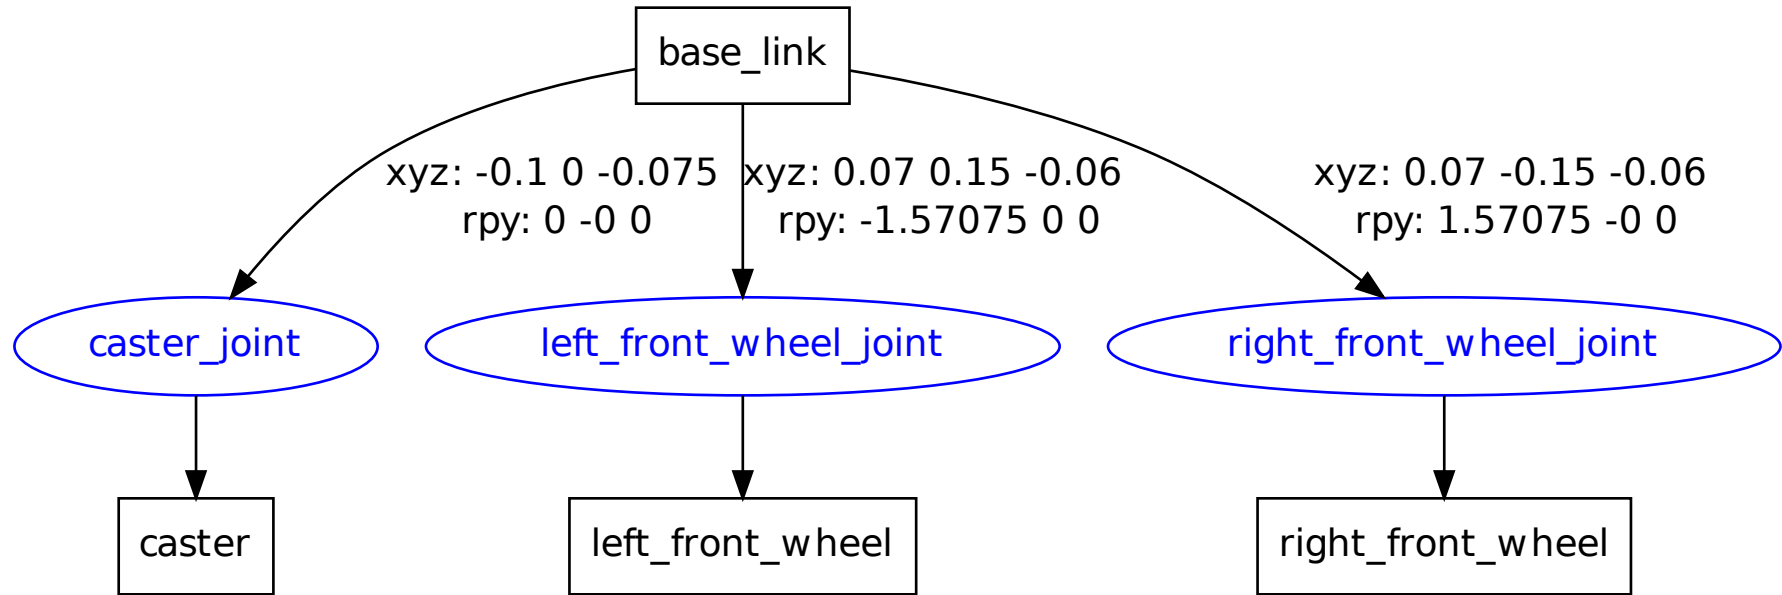 base_link
xyz: -0.1 0 -0.075
rpy: 0 -0 0
xyz: 0.07 0.15 -0.06
rpy: -1.57075 0 0
xyz: 0.07 -0.15 -0.06
rpy: 1.57075 -0 0
caster_joint
left_front_wheel_joint
right_front_wheel_joint
caster
left_front_wheel
right_front_wheel